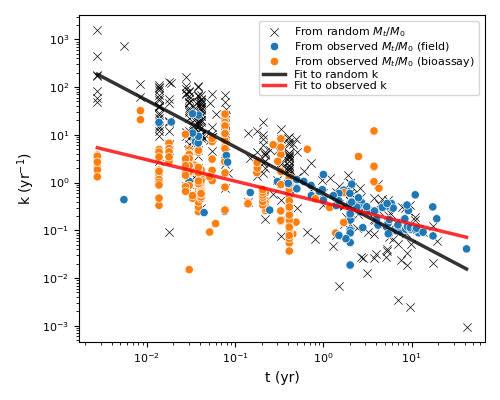 From random Mt/M0
From observed Mt/M0 (field)
From observed Mt/M0 (bioassay)
Fit to random k
Fit to observed k
k (yr⁻¹)
10³
10²
10¹
10⁰
10⁻¹
10⁻²
10⁻³
10⁻² 10⁻¹ 10⁰ 10¹
t (yr)